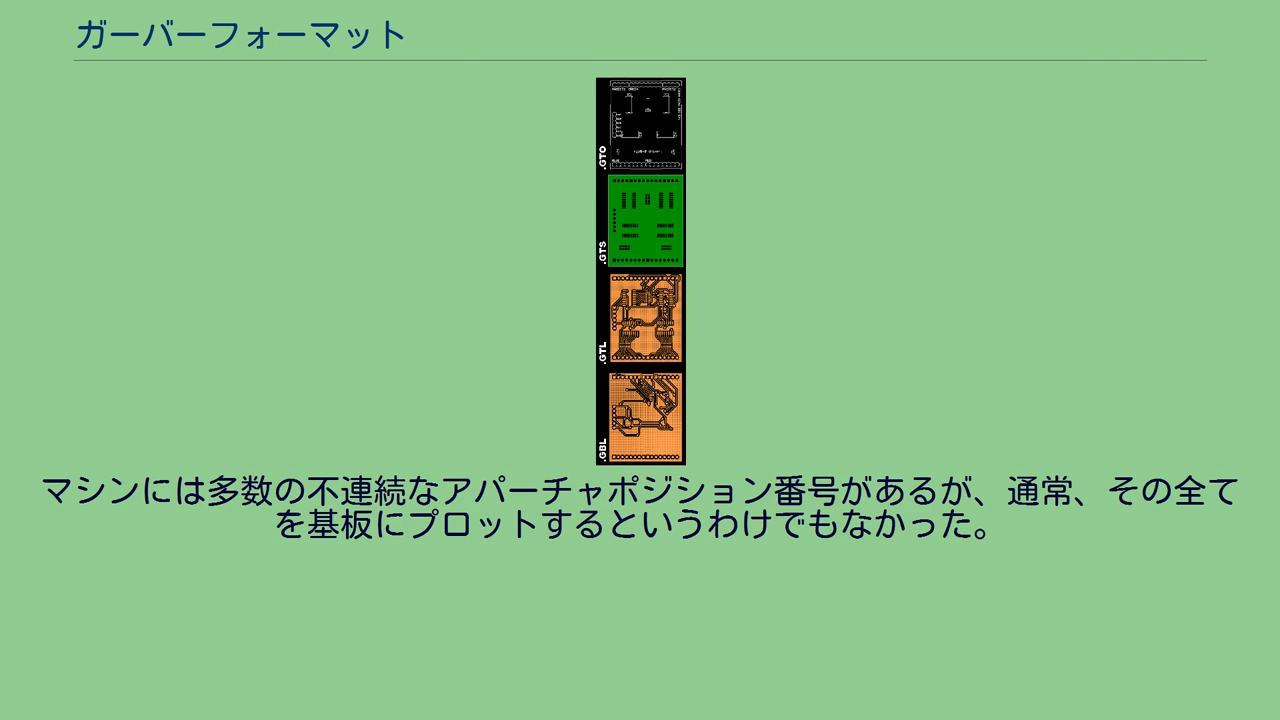 ガーバーフォーマット
.GTO
.GTS
.GTL
.GBL
マシンには多数の不連続なアパーチャポジション番号があるが、通常、その全て
を基板にプロットするというわけでもなかった。